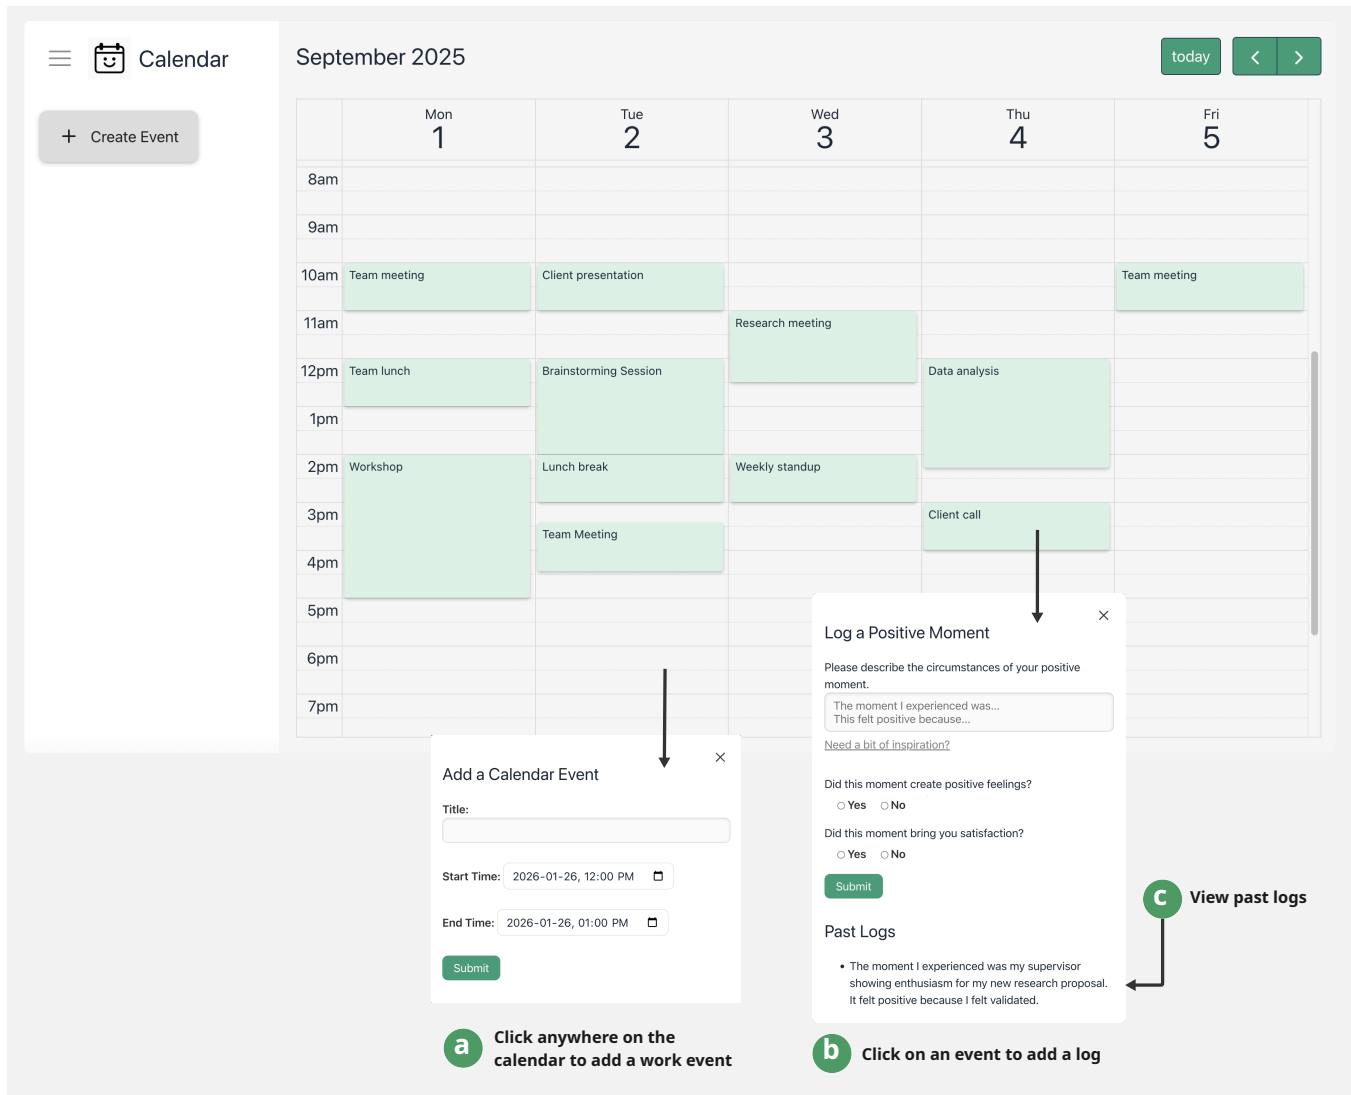 Calendar
September 2025
today
+ Create Event
Mon
1
Tue
2
Wed
3
Thu
4
Fri
5
8am
9am
10am
Team meeting
Client presentation
Team meeting
11am
Research meeting
12pm
Team lunch
Brainstorming Session
Data analysis
1pm
2pm
Workshop
Lunch break
Weekly standup
3pm
Client call
Team Meeting
4pm
5pm
6pm
7pm
Add a Calendar Event
Title:
Start Time: 2026-01-26, 12:00 PM
End Time: 2026-01-26, 01:00 PM
Submit
a
Click anywhere on the
calendar to add a work event
Log a Positive Moment
Please describe the circumstances of your positive
moment.
The moment I experienced was...
This felt positive because...
Need a bit of inspiration?
Did this moment create positive feelings?
Yes No
Did this moment bring you satisfaction?
Yes No
Submit
Past Logs
• The moment I experienced was my supervisor
showing enthusiasm for my new research proposal.
It felt positive because I felt validated.
b Click on an event to add a log
c View past logs